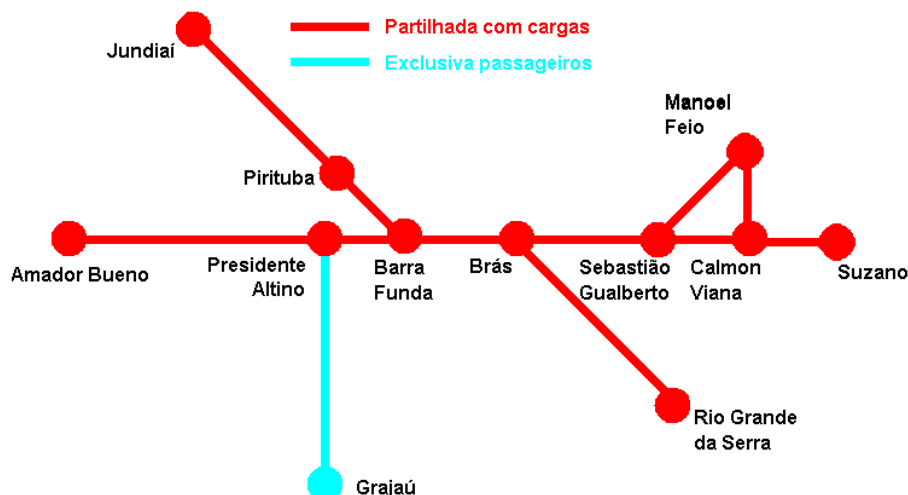 Partilhada com cargas
Jundiaí
Exclusiva passageiros
Manoel
Feio
Pirituba
Amador Bueno
Presidente
Altino
Barra
Funda
Brás
Sebastião
Gualberto
Calmon
Viana
Suzano
Rio Grande
da Serra
Grajaú